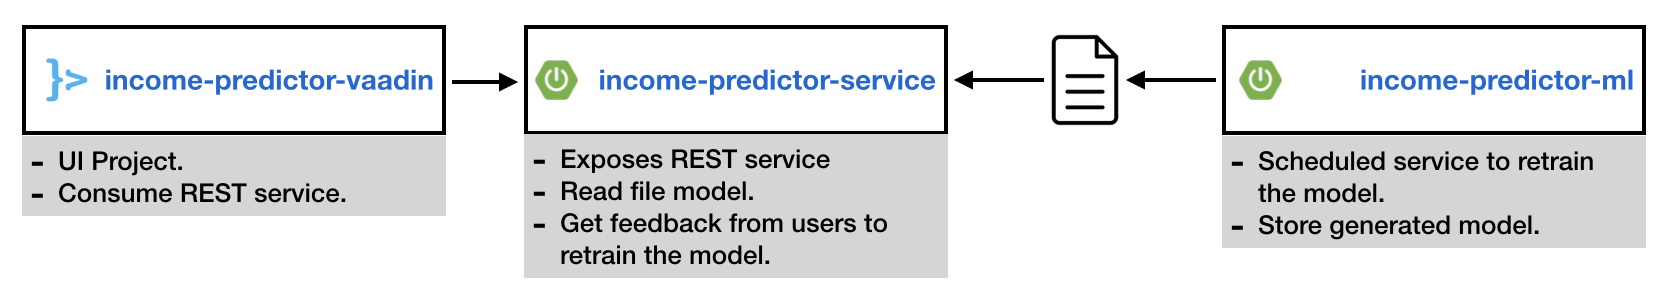 income-predictor-vaadin
- UI Project.
- Consume REST service.
income-predictor-service
- Exposes REST service
- Read file model.
- Get feedback from users to
retrain the model.
income-predictor-ml
- Scheduled service to retrain
the model.
- Store generated model.